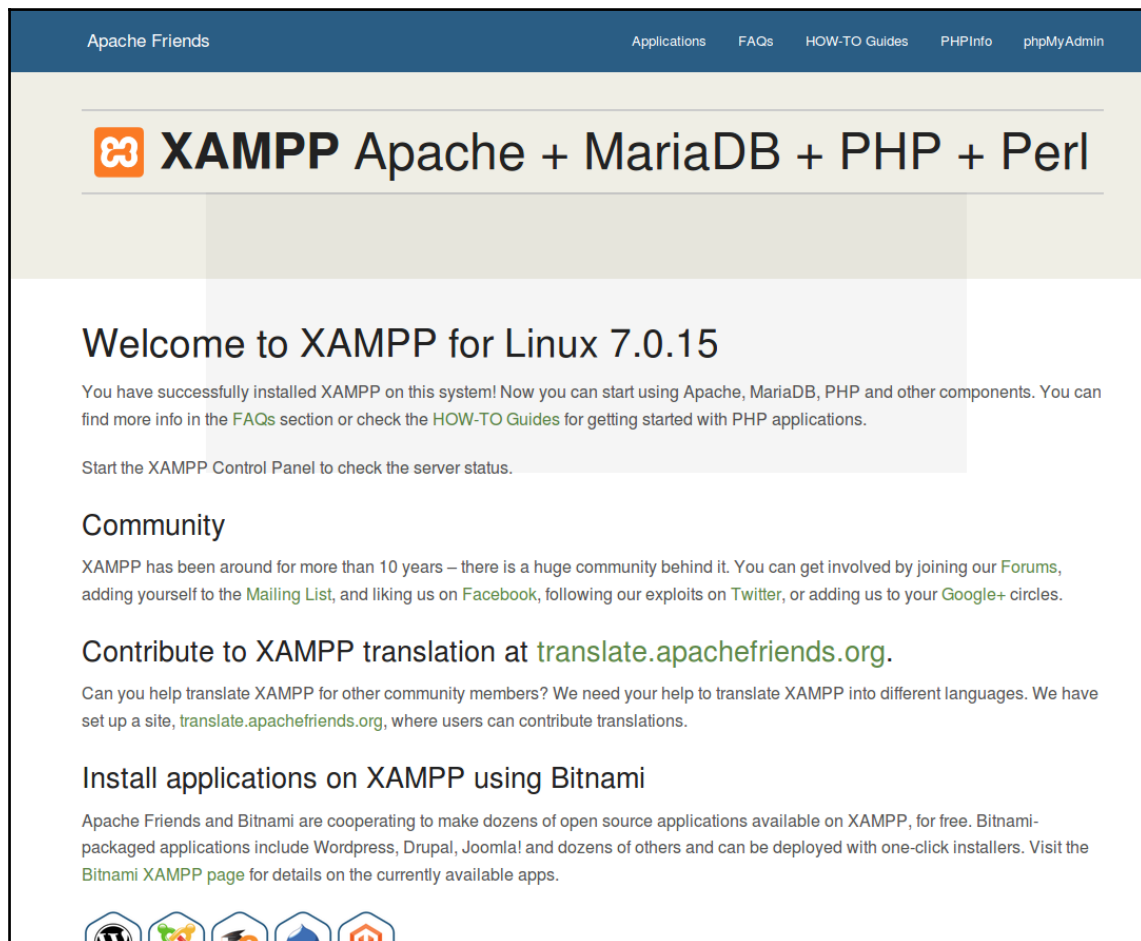 Apache Friends
Applications FAQs HOW-TO Guides PHPInfo phpMyAdmin
XAMPP Apache + MariaDB + PHP + Perl
Welcome to XAMPP for Linux 7.0.15
You have successfully installed XAMPP on this system! Now you can start using Apache, MariaDB, PHP and other components. You can
find more info in the FAQs section or check the HOW-TO Guides for getting started with PHP applications.
Start the XAMPP Control Panel to check the server status.
Community
XAMPP has been around for more than 10 years – there is a huge community behind it. You can get involved by joining our Forums,
adding yourself to the Mailing List, and liking us on Facebook, following our exploits on Twitter, or adding us to your Google+ circles.
Contribute to XAMPP translation at translate.apachefriends.org.
Can you help translate XAMPP for other community members? We need your help to translate XAMPP into different languages. We have
set up a site, translate.apachefriends.org, where users can contribute translations.
Install applications on XAMPP using Bitnami
Apache Friends and Bitnami are cooperating to make dozens of open source applications available on XAMPP, for free. Bitnami-
packaged applications include Wordpress, Drupal, Joomla! and dozens of others and can be deployed with one-click installers. Visit the
Bitnami XAMPP page for details on the currently available apps.